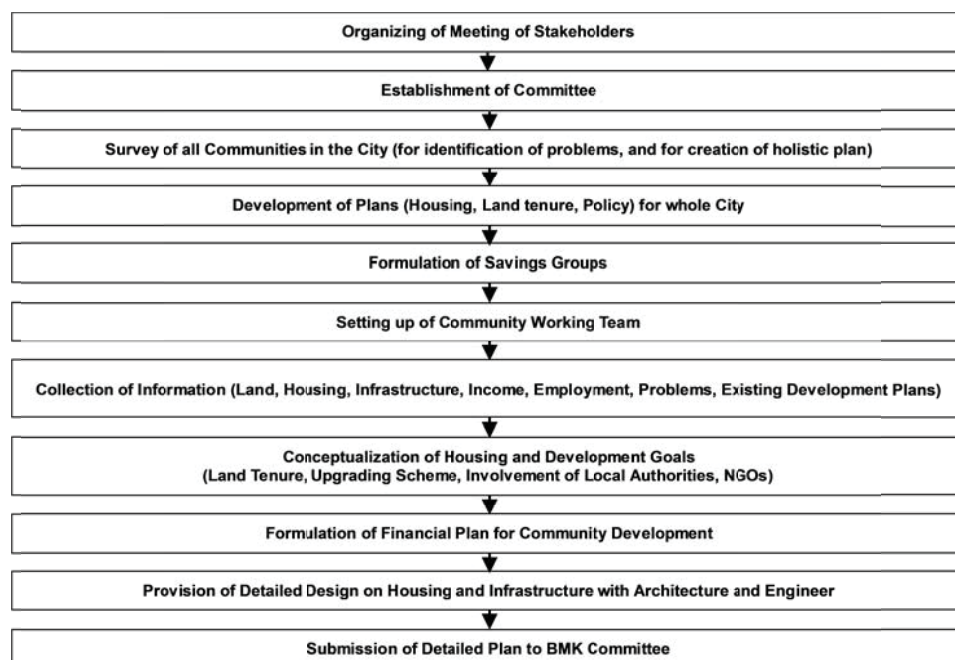 Organizing of Meeting of Stakeholders
Establishment of Committee
Survey of all Communities in the City (for identification of problems, and for creation of holistic plan)
Development of Plans (Housing, Land tenure, Policy) for whole City
Formulation of Savings Groups
Setting up of Community Working Team
Collection of Information (Land, Housing, Infrastructure, Income, Employment, Problems, Existing Development Plans)
Conceptualization of Housing and Development Goals
(Land Tenure, Upgrading Scheme, Involvement of Local Authorities, NGOs)
Formulation of Financial Plan for Community Development
Provision of Detailed Design on Housing and Infrastructure with Architecture and Engineer
Submission of Detailed Plan to BMK Committee